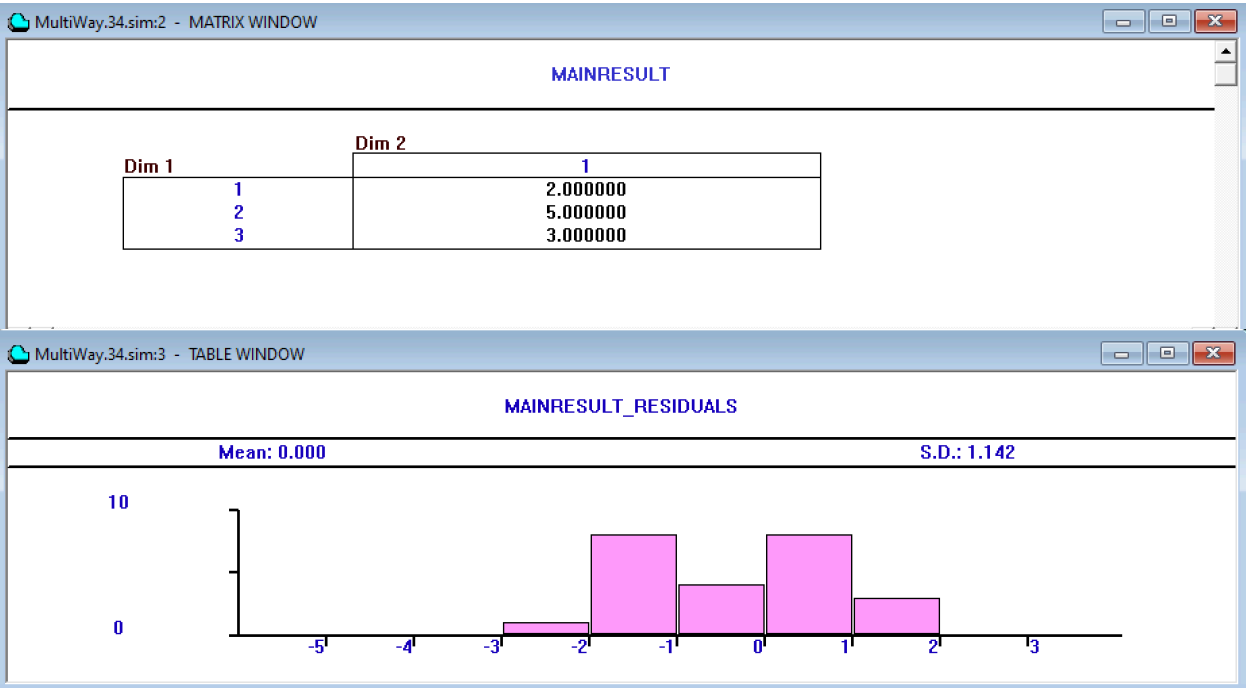 MultiWay.34.sim:2 - MATRIX WINDOW
MAINRESULT
Dim 2
Dim 1 1
1 2.000000
2 5.000000
3 3.000000
MultiWay.34.sim:3 - TABLE WINDOW
MAINRESULT_RESIDUALS
Mean: 0.000 S.D.: 1.142
10
0
-5 -4 -3 -2 -1 0 1 2 3